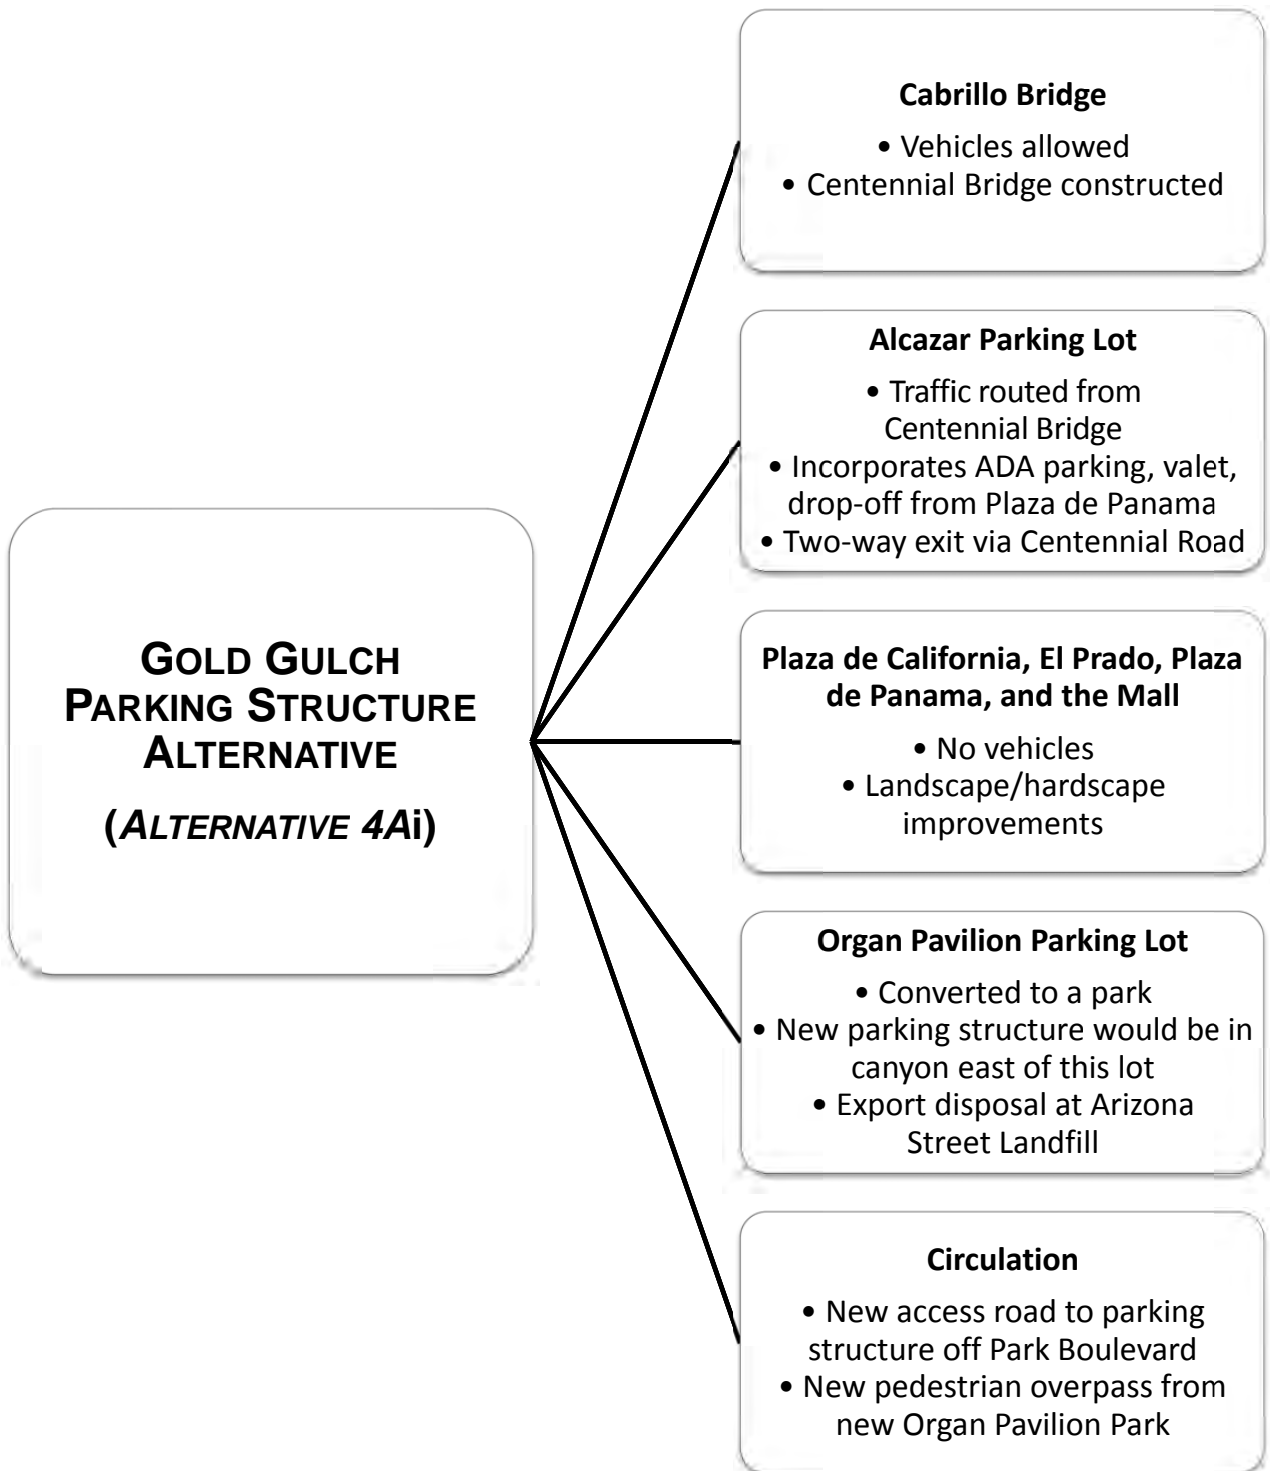 GOLD GULCH
PARKING STRUCTURE
ALTERNATIVE
(ALTERNATIVE 4Ai)
Cabrillo Bridge
• Vehicles allowed
• Centennial Bridge constructed
Alcazar Parking Lot
• Traffic routed from
Centennial Bridge
• Incorporates ADA parking, valet,
drop-off from Plaza de Panama
• Two-way exit via Centennial Road
Plaza de California, El Prado, Plaza
de Panama, and the Mall
• No vehicles
• Landscape/hardscape
improvements
Organ Pavilion Parking Lot
• Converted to a park
• New parking structure would be in
canyon east of this lot
• Export disposal at Arizona
Street Landfill
Circulation
• New access road to parking
structure off Park Boulevard
• New pedestrian overpass from
new Organ Pavilion Park